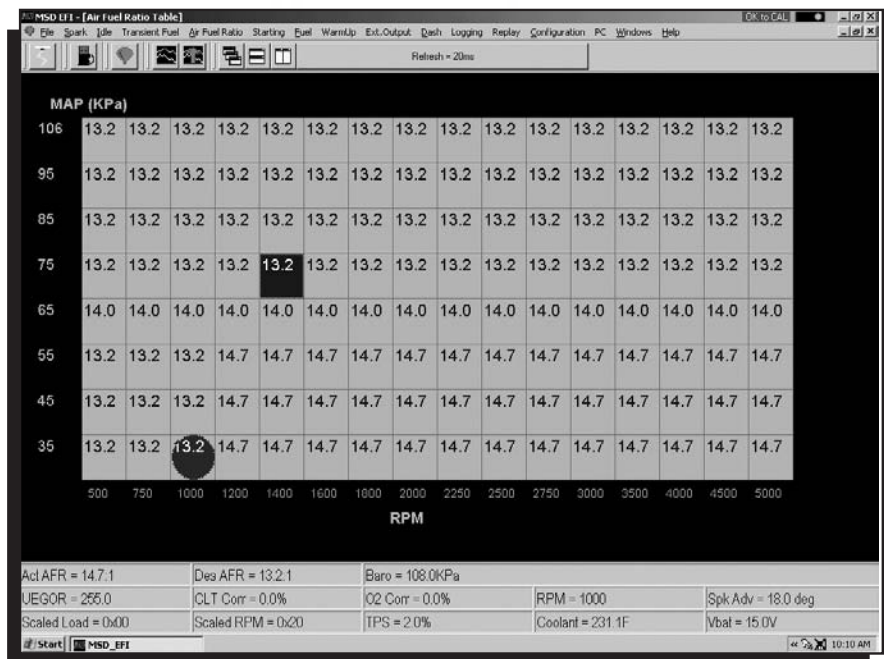 MSD EFI - [Air Fuel Ratio Table]
OK to CAL
File Spark Idle Transient Fuel Air Fuel Ratio Starting Fuel WarmUp Ext.Output Dash Logging Replay Configuration PC Windows Help
Refresh = 20ms
MAP (KPa)
106 13.2 13.2 13.2 13.2 13.2 13.2 13.2 13.2 13.2 13.2 13.2 13.2 13.2 13.2 13.2 13.2
95 13.2 13.2 13.2 13.2 13.2 13.2 13.2 13.2 13.2 13.2 13.2 13.2 13.2 13.2 13.2 13.2
85 13.2 13.2 13.2 13.2 13.2 13.2 13.2 13.2 13.2 13.2 13.2 13.2 13.2 13.2 13.2 13.2
75 13.2 13.2 13.2 13.2 13.2 13.2 13.2 13.2 13.2 13.2 13.2 13.2 13.2 13.2 13.2 13.2
65 14.0 14.0 14.0 14.0 14.0 14.0 14.0 14.0 14.0 14.0 14.0 14.0 14.0 14.0 14.0 14.0
55 13.2 13.2 13.2 14.7 14.7 14.7 14.7 14.7 14.7 14.7 14.7 14.7 14.7 14.7 14.7 14.7
45 13.2 13.2 13.2 14.7 14.7 14.7 14.7 14.7 14.7 14.7 14.7 14.7 14.7 14.7 14.7 14.7
35 13.2 13.2 13.2 14.7 14.7 14.7 14.7 14.7 14.7 14.7 14.7 14.7 14.7 14.7 14.7 14.7
500 750 1000 1200 1400 1600 1800 2000 2250 2500 2750 3000 3500 4000 4500 5000
RPM
Act AFR = 14.7:1 Des AFR = 13.2:1 Baro = 108.0KPa
UEGOR = 255.0 CLT Corr = 0.0% O2 Corr = 0.0% RPM = 1000 Spk Adv = 18.0 deg
Scaled Load = 0x00 Scaled RPM = 0x20 TPS = 2.0% Coolant = 231.1F Vbat = 15.0V
Start MSD_EFI 10:10 AM